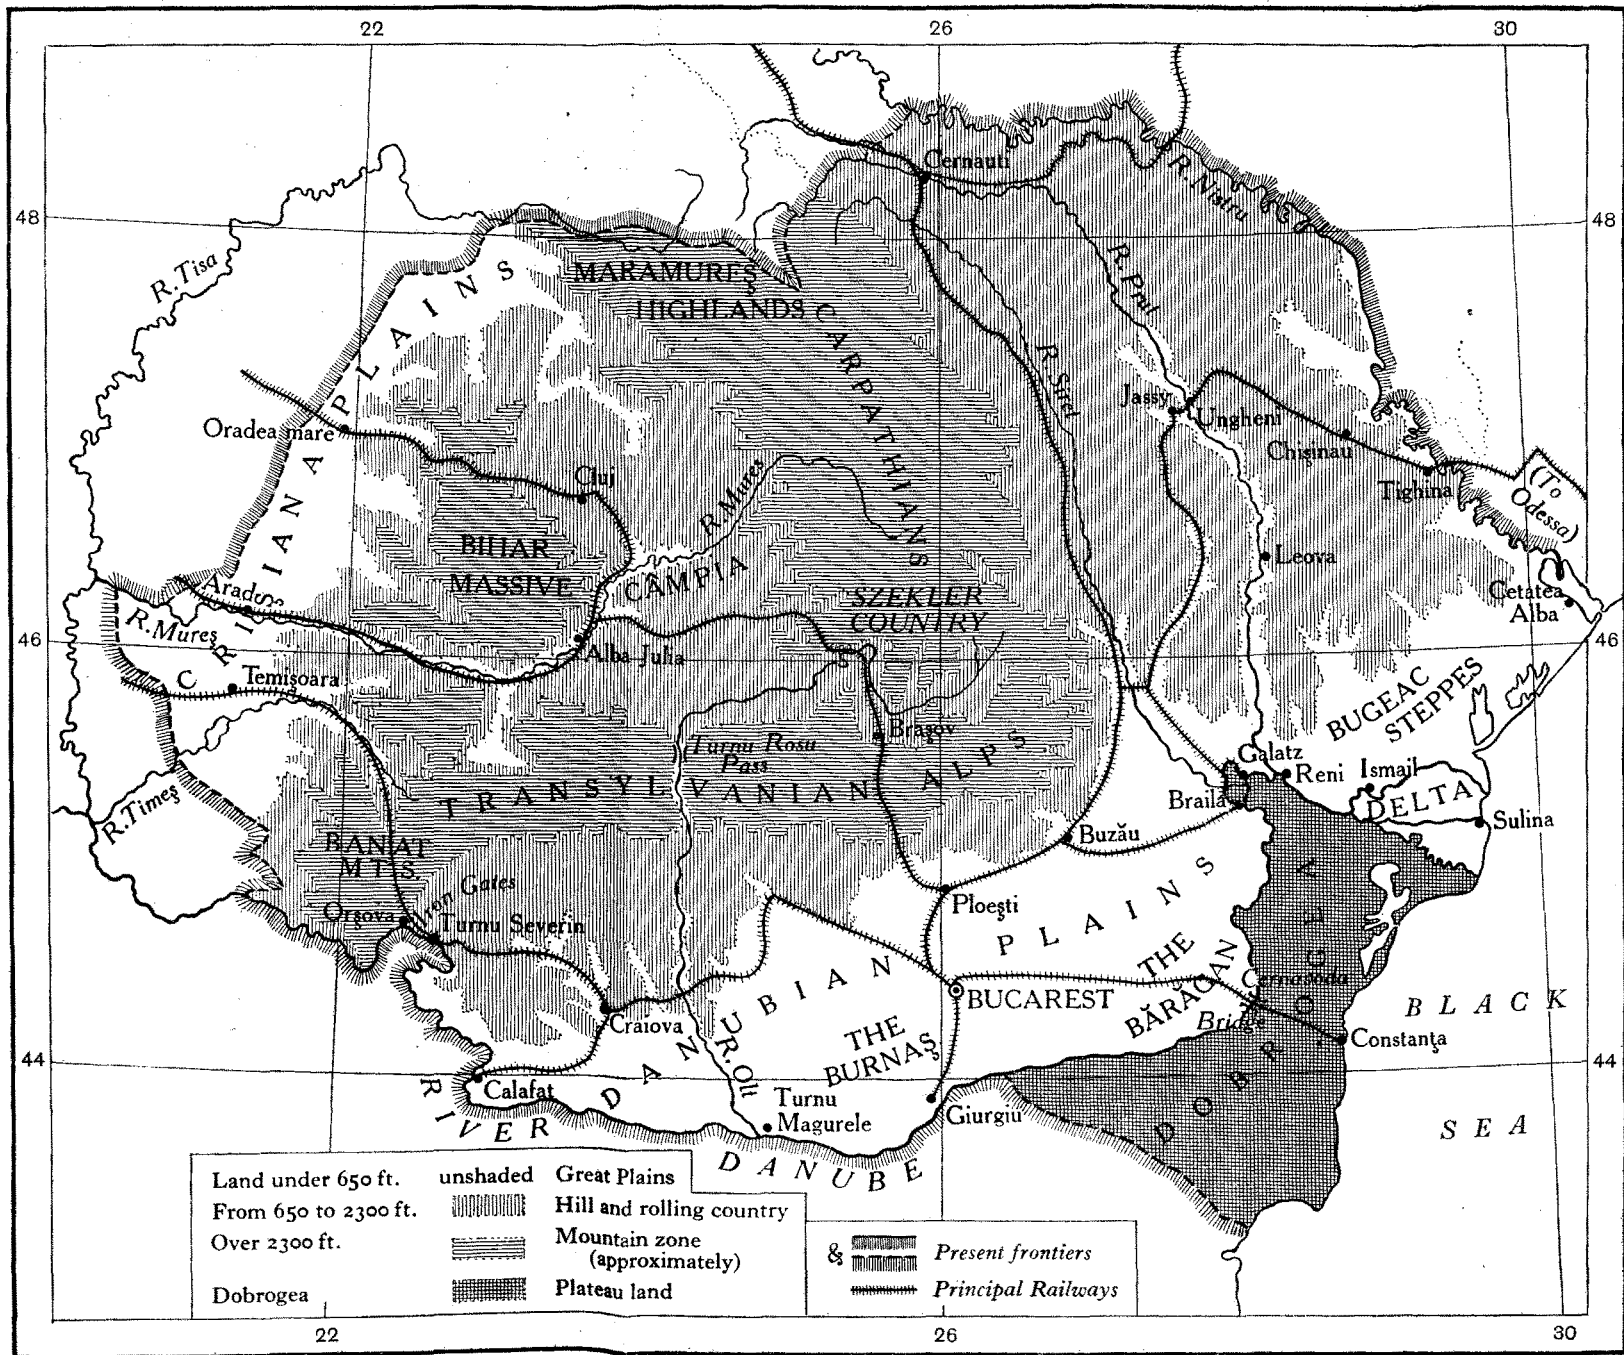 22 26 30
48 48
Cernauti
R. Nistru
R. Tisa
R. Prut
MARAMUREŞ
HIGHLANDS
CARPATHIANS
R. Siret
CRISIANA PLAINS
Jassy
Ungheni
Oradea mare
Chişinau
Cluj
Tighina
(To
Odessa)
R. Mureş
BIHAR
MASSIVE
CÂMPIA
Leova
Arad
SZEKLER
COUNTRY
Cetatea
Alba
R. Mureş
46 46
Alba Julia
Temişoara
BUGEAC
STEPPES
Braşov
Turnu Rosu
Pass
Galatz
Reni
Ismail
TRANSYLVANIAN ALPS
R. Timeş
Braila
DELTA
Sulina
Buzău
BANAT
MTS.
Iron Gates
Ploeşti
Orşova
Turnu Severin
DANUBIAN PLAINS
THE
BĂRĂGAN
Cernavoda
Bridge
BUCAREST
BLACK
SEA
Craiova
THE
BURNAŞ
Constanţa
44 44
R. Olt
DOBROGEA
Calafat
Turnu
Magurele
Giurgiu
RIVER
DANUBE
Land under 650 ft. unshaded Great Plains
From 650 to 2300 ft. Hill and rolling country
Over 2300 ft. Mountain zone
(approximately)
Dobrogea Plateau land
& Present frontiers
Principal Railways
22 26 30